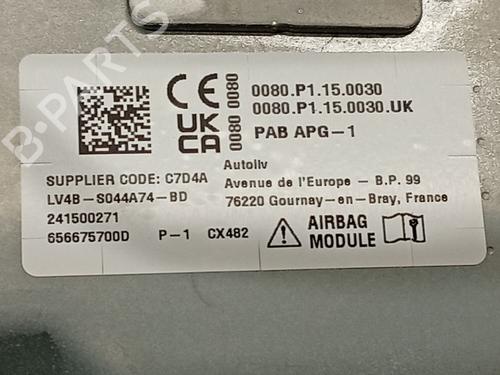 B-PARTS
CE 0080
UK CA 0080
0080.P1.15.0030
0080.P1.15.0030.UK
PAB APG-1
Autoliv
SUPPLIER CODE: C7D4A
Avenue de l'Europe - B.P. 99
LV4B-S044A74-BD
76220 Gournay-en-Bray, France
241500271
656675700D P-1 CX482
AIRBAG
MODULE